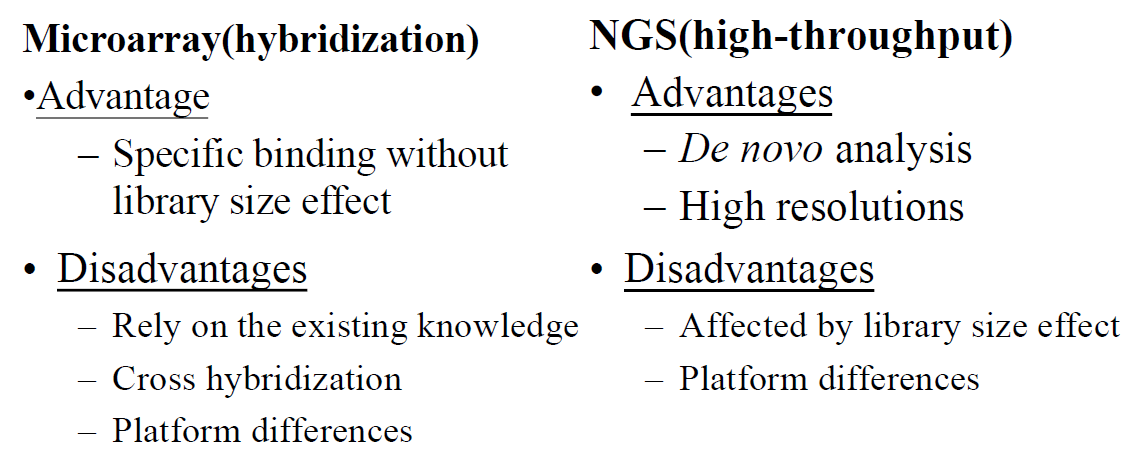 Microarray(hybridization)
•Advantage
– Specific binding without
library size effect
• Disadvantages
– Rely on the existing knowledge
– Cross hybridization
– Platform differences
NGS(high-throughput)
• Advantages
– De novo analysis
– High resolutions
• Disadvantages
– Affected by library size effect
– Platform differences